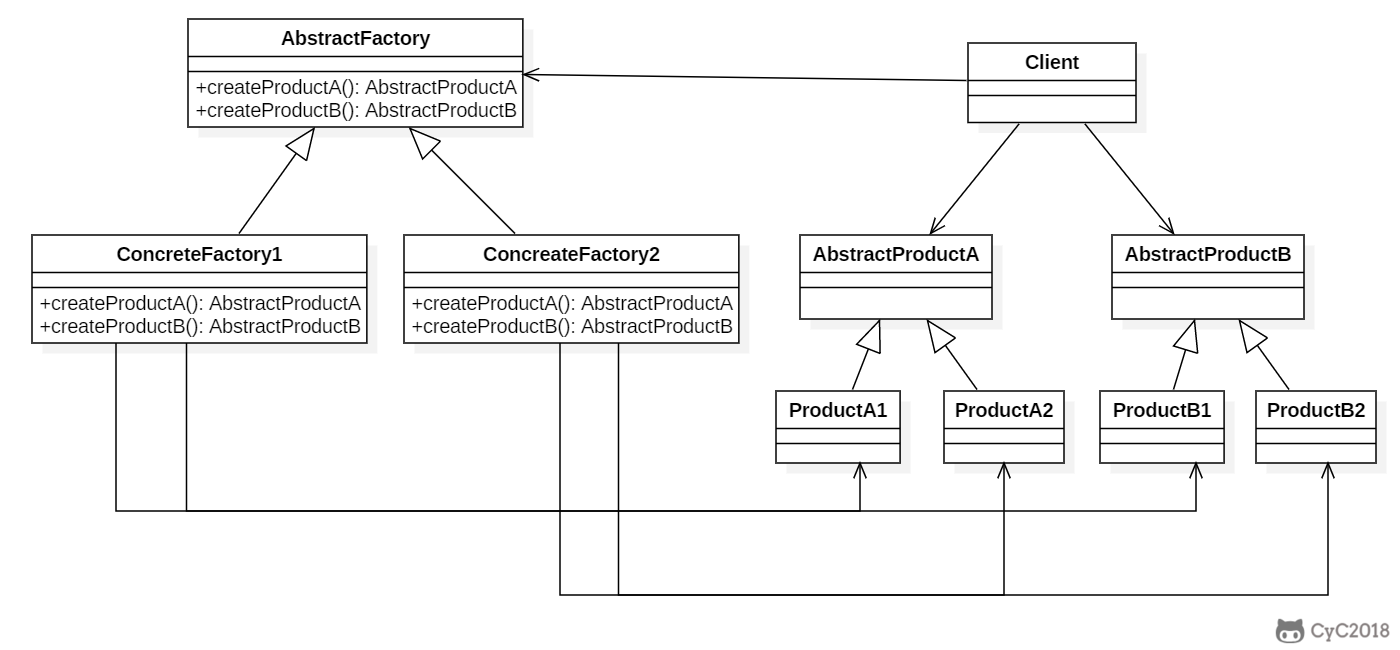 AbstractFactory
+createProductA(): AbstractProductA
+createProductB(): AbstractProductB
Client
ConcreteFactory1
+createProductA(): AbstractProductA
+createProductB(): AbstractProductB
ConcreateFactory2
+createProductA(): AbstractProductA
+createProductB(): AbstractProductB
AbstractProductA
AbstractProductB
ProductA1
ProductA2
ProductB1
ProductB2
CyC2018